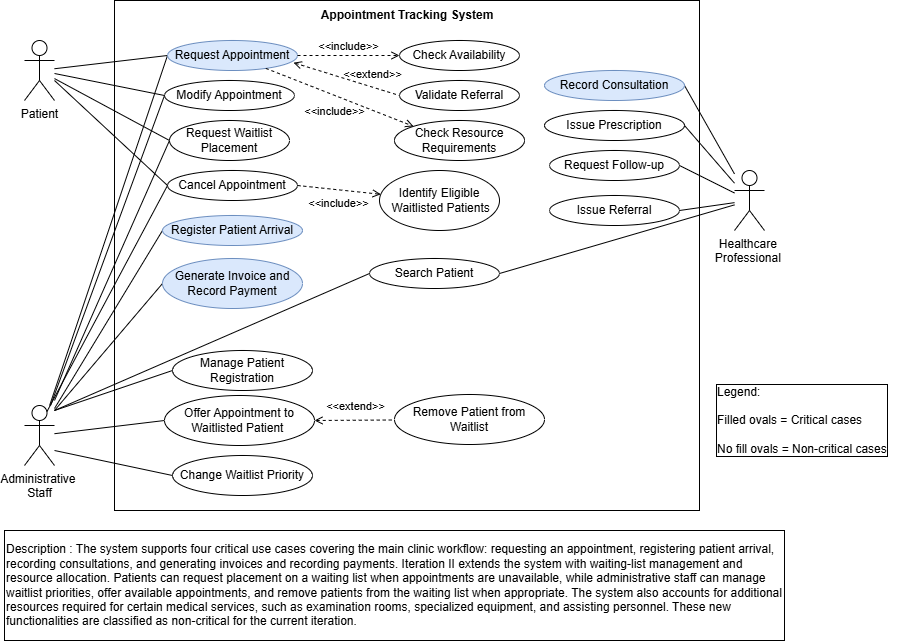 Appointment Tracking System
Patient
Request Appointment
<<include>>
Check Availability
<<extend>>
Modify Appointment
Validate Referral
<<include>>
Request Waitlist
Placement
Check Resource
Requirements
Cancel Appointment
<<include>>
Identify Eligible
Waitlisted Patients
Register Patient Arrival
Generate Invoice and
Record Payment
Search Patient
Record Consultation
Issue Prescription
Request Follow-up
Issue Referral
Healthcare
Professional
Manage Patient
Registration
Offer Appointment to
Waitlisted Patient
<<extend>>
Remove Patient from
Waitlist
Change Waitlist Priority
Administrative
Staff
Legend:
Filled ovals = Critical cases
No fill ovals = Non-critical cases
Description : The system supports four critical use cases covering the main clinic workflow: requesting an appointment, registering patient arrival,
recording consultations, and generating invoices and recording payments. Iteration II extends the system with waiting-list management and
resource allocation. Patients can request placement on a waiting list when appointments are unavailable, while administrative staff can manage
waitlist priorities, offer available appointments, and remove patients from the waiting list when appropriate. The system also accounts for additional
resources required for certain medical services, such as examination rooms, specialized equipment, and assisting personnel. These new
functionalities are classified as non-critical for the current iteration.